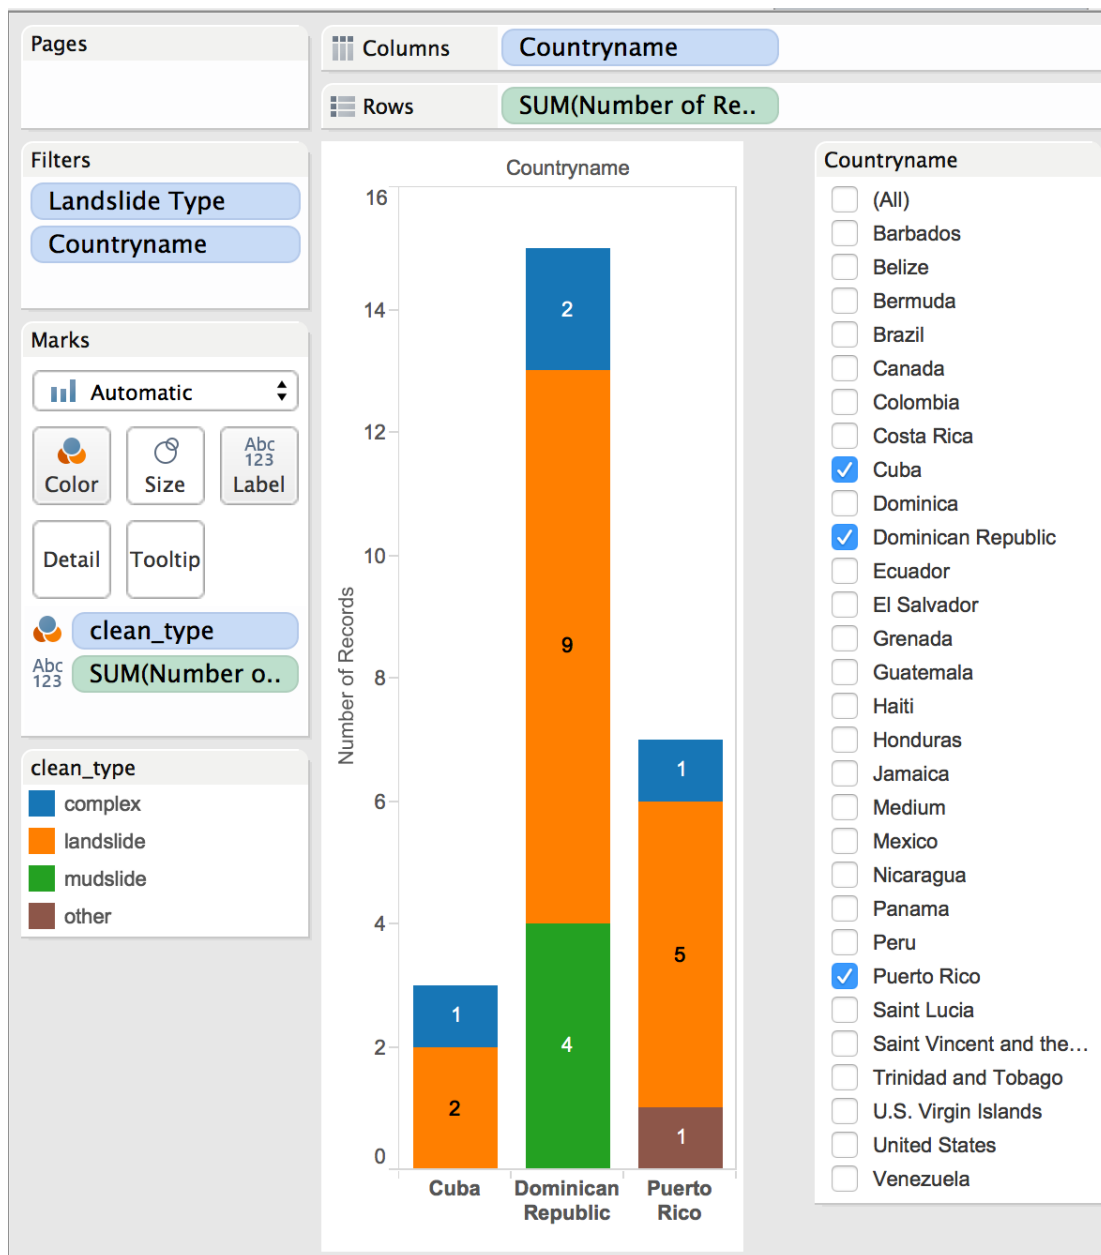 Pages
Columns
Countryname
Rows
SUM(Number of Re..
Filters
Landslide Type
Countryname
Marks
Automatic
Color
Size
Abc
123
Label
Detail
Tooltip
clean_type
Abc
123
SUM(Number o..
clean_type
complex
landslide
mudslide
other
Countryname
16
14
12
10
8
6
4
2
0
Number of Records
1
2
2
9
4
1
5
1
Cuba
Dominican
Republic
Puerto
Rico
Countryname
(All)
Barbados
Belize
Bermuda
Brazil
Canada
Colombia
Costa Rica
Cuba
Dominica
Dominican Republic
Ecuador
El Salvador
Grenada
Guatemala
Haiti
Honduras
Jamaica
Medium
Mexico
Nicaragua
Panama
Peru
Puerto Rico
Saint Lucia
Saint Vincent and the...
Trinidad and Tobago
U.S. Virgin Islands
United States
Venezuela